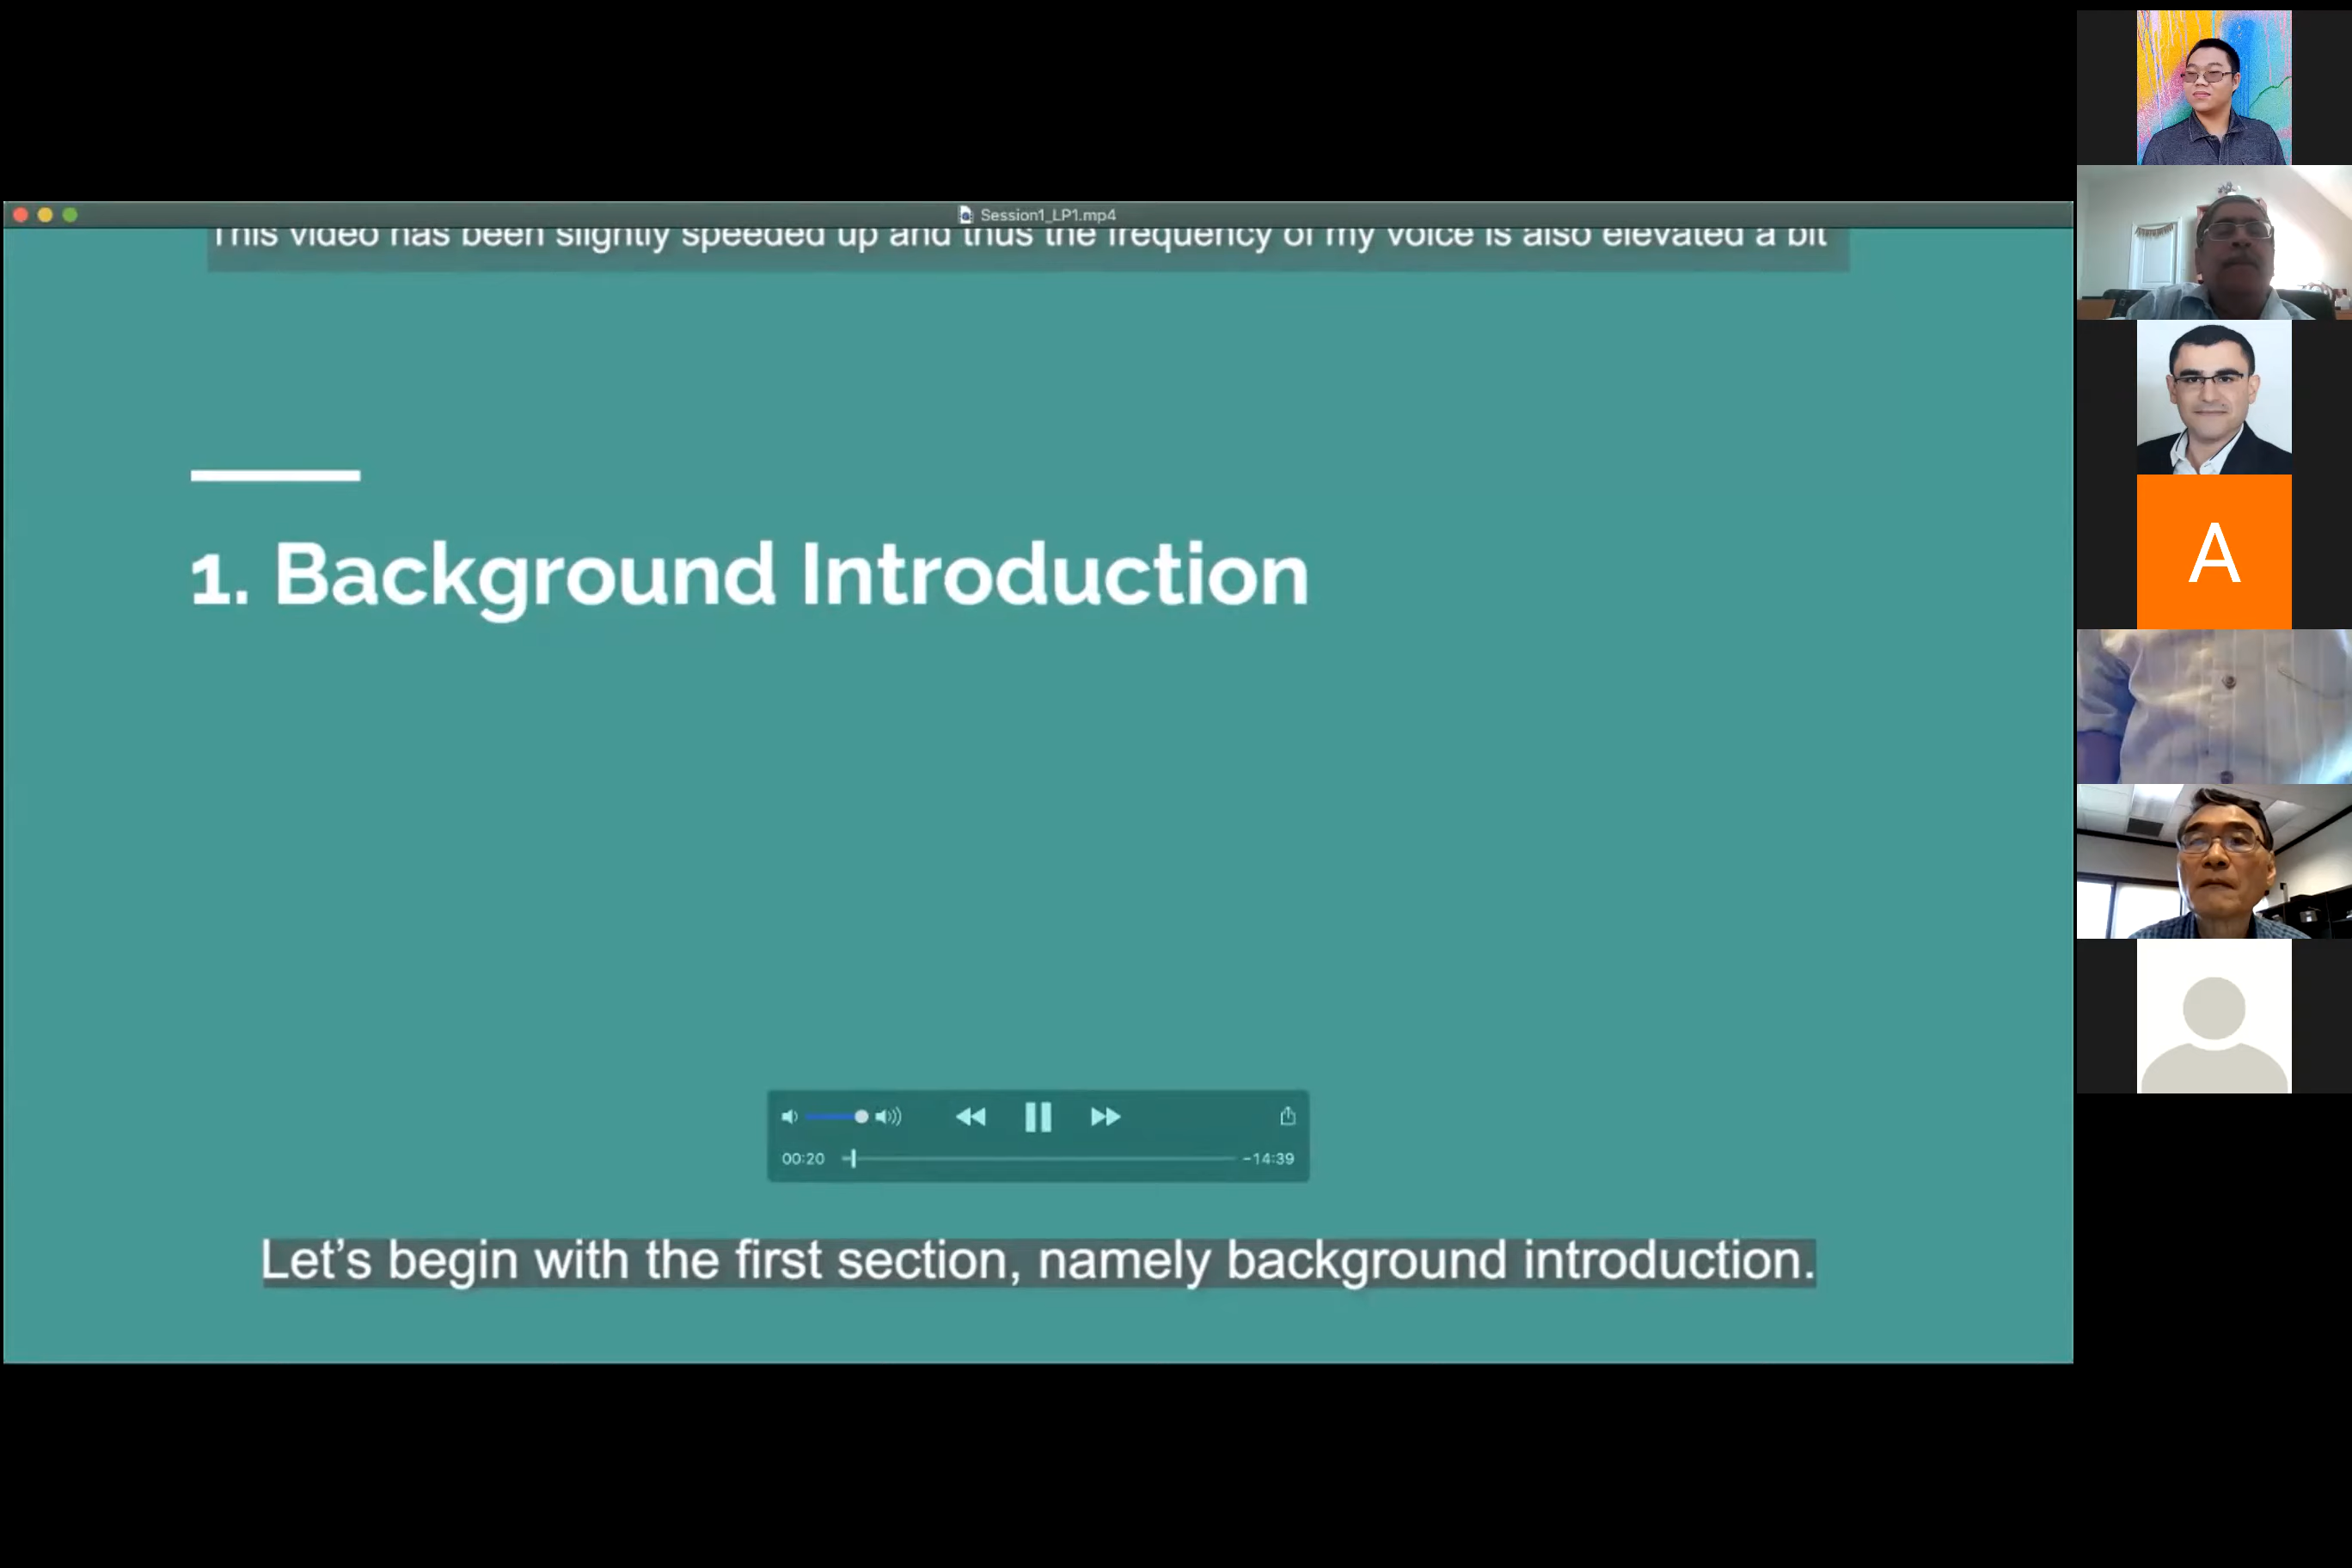 Session1_LP1.mp4
This video has been slightly speeded up and thus the frequency of my voice is also elevated a bit
1. Background Introduction
A
00:20
-14:39
Let's begin with the first section, namely background introduction.